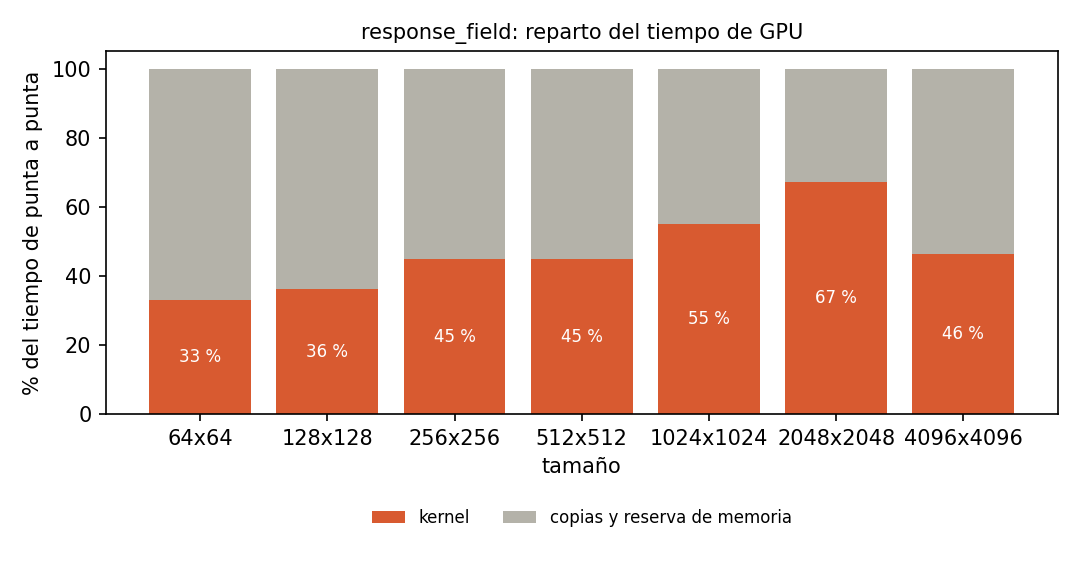 response_field: reparto del tiempo de GPU
% del tiempo de punta a punta
100
80
60
40
20
0
33 %
36 %
45 %
45 %
55 %
67 %
46 %
64x64
128x128
256x256
512x512
1024x1024
2048x2048
4096x4096
tamaño
kernel
copias y reserva de memoria